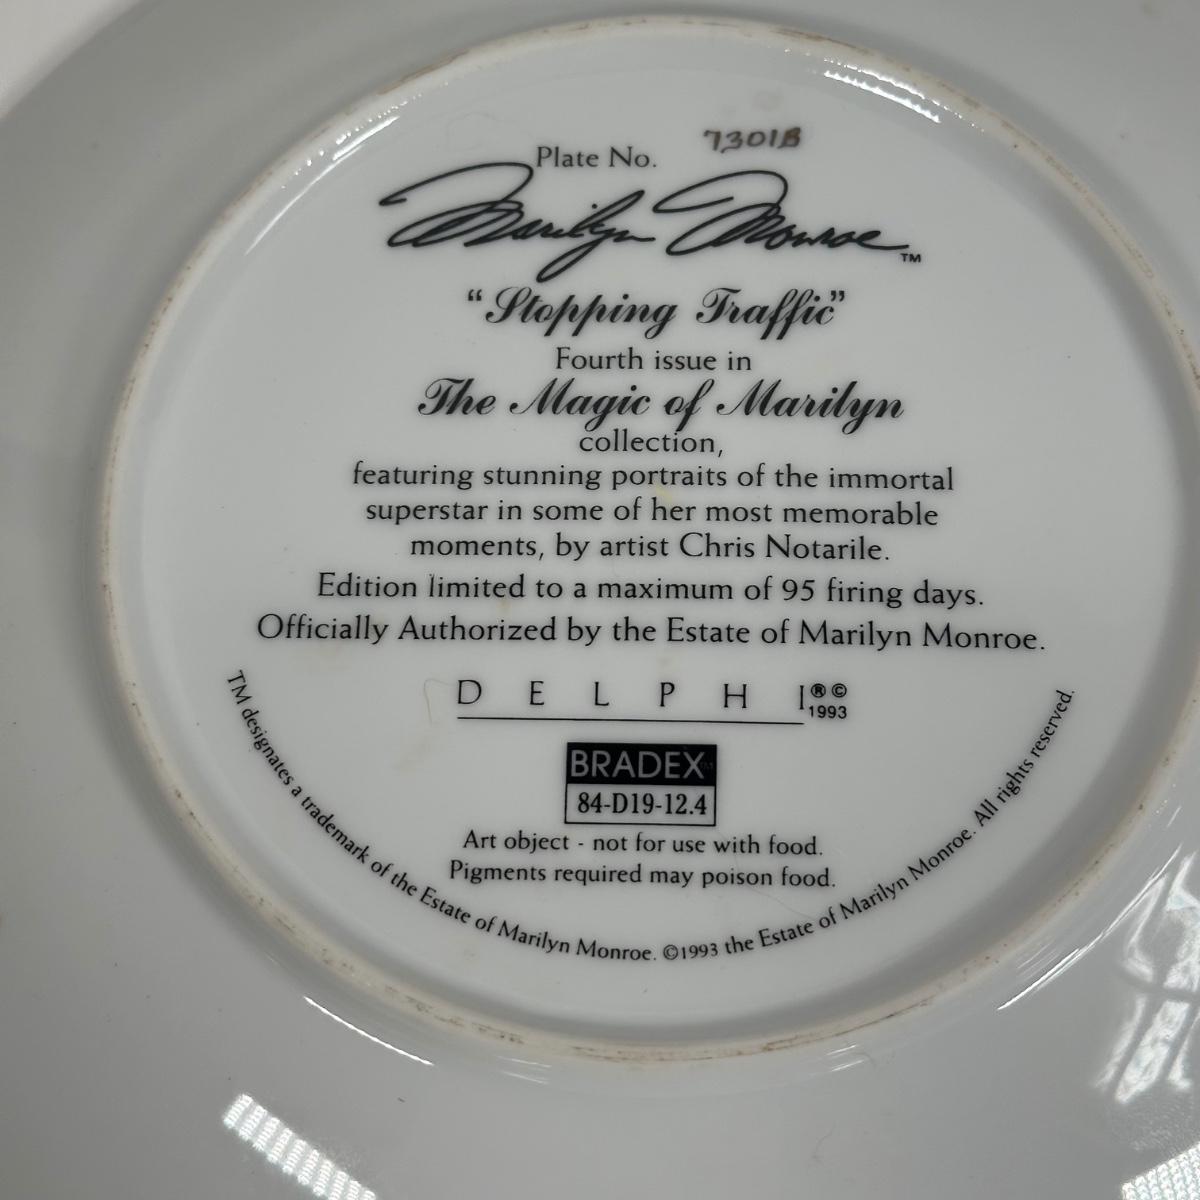 Plate No. 7301B
Marilyn Monroe™
“Stopping Traffic”
Fourth issue in
The Magic of Marilyn
collection,
featuring stunning portraits of the immortal
superstar in some of her most memorable
moments, by artist Chris Notarile.
Edition limited to a maximum of 95 firing days.
Officially Authorized by the Estate of Marilyn Monroe.
DELPHI®©
1993
BRADEX™
84-D19-12.4
Art object - not for use with food.
Pigments required may poison food.
TM designates a trademark of the Estate of Marilyn Monroe. ©1993 the Estate of Marilyn Monroe. All rights reserved.